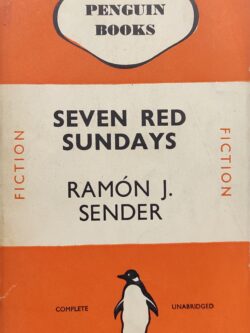 PENGUIN
BOOKS
SEVEN RED
SUNDAYS
FICTION
FICTION
RAMÓN J.
SENDER
COMPLETE
UNABRIDGED